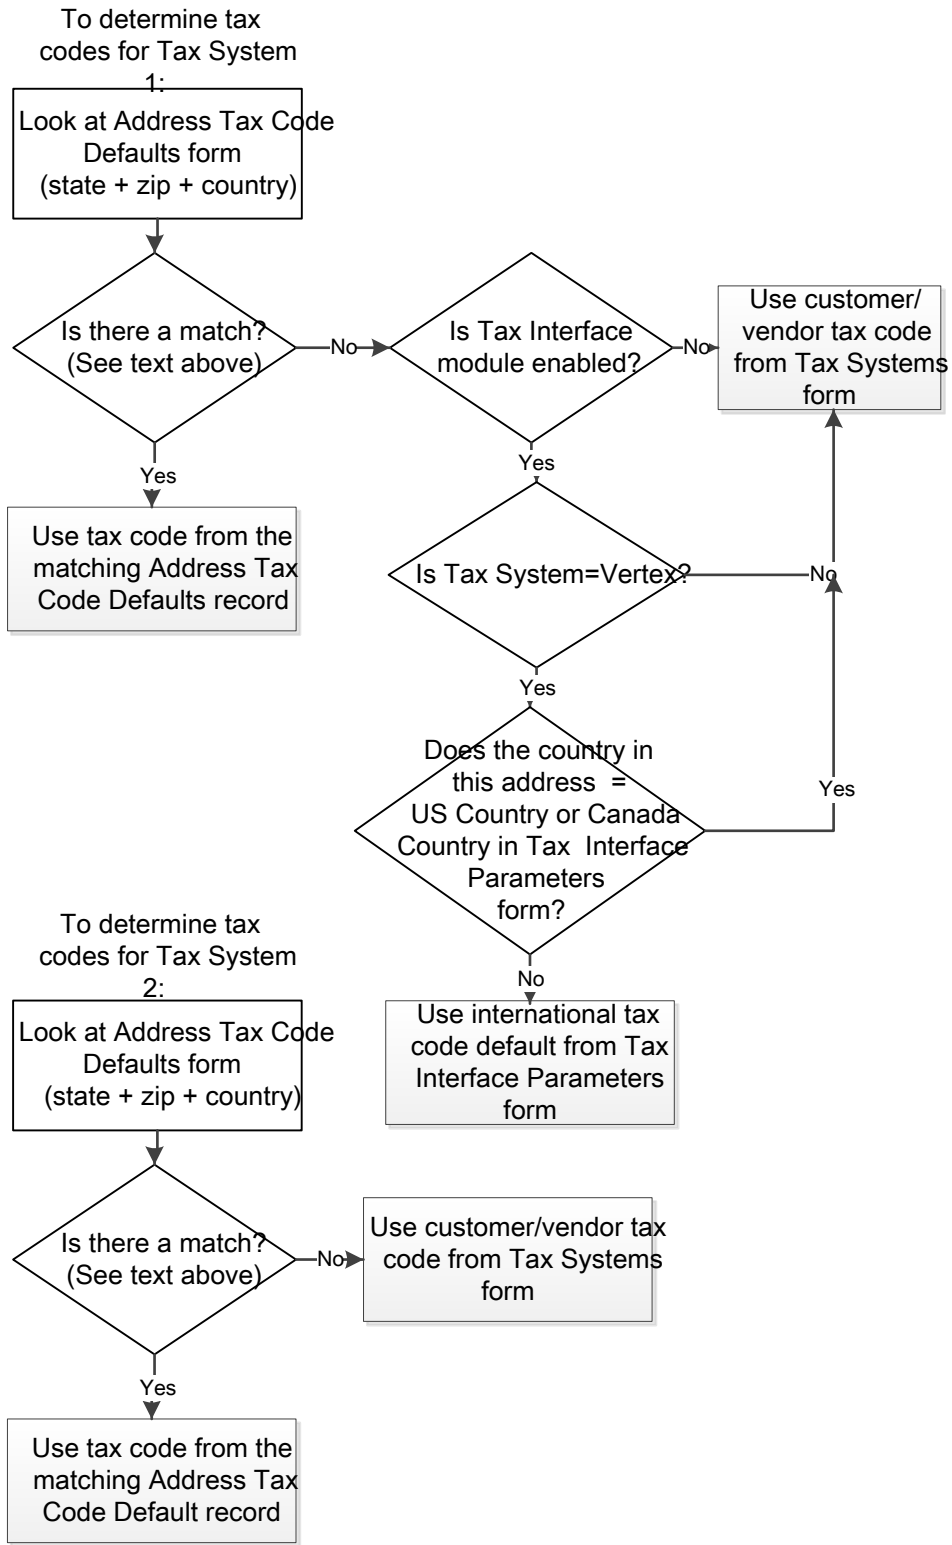 To determine tax
codes for Tax System
1:
Look at Address Tax Code
Defaults form
(state + zip + country)
Is there a match?
(See text above)
No
Is Tax Interface
module enabled?
No
Use customer/
vendor tax code
from Tax Systems
form
Yes
Yes
Use tax code from the
matching Address Tax
Code Defaults record
Is Tax System=Vertex?
No
Yes
Does the country in
this address =
US Country or Canada
Country in Tax Interface
Parameters
form?
Yes
No
Use international tax
code default from Tax
Interface Parameters
form
To determine tax
codes for Tax System
2:
Look at Address Tax Code
Defaults form
(state + zip + country)
Is there a match?
(See text above)
No
Use customer/vendor tax
code from Tax Systems
form
Yes
Use tax code from the
matching Address Tax
Code Default record